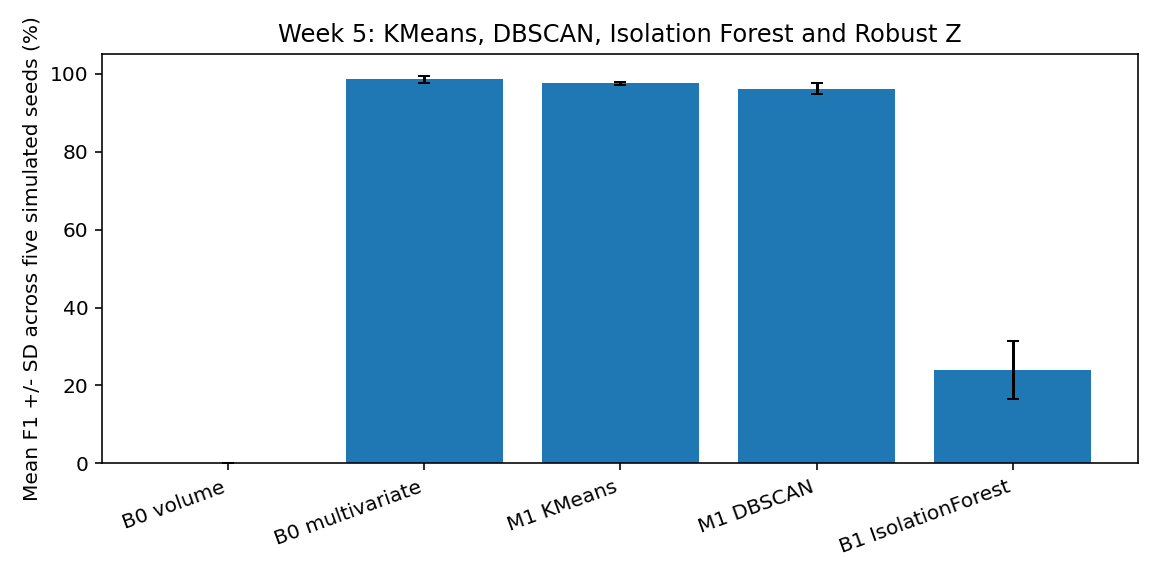 Week 5: KMeans, DBSCAN, Isolation Forest and Robust Z
Mean F1 +/- SD across five simulated seeds (%)
100
80
60
40
20
0
B0 volume
B0 multivariate
M1 KMeans
M1 DBSCAN
B1 IsolationForest